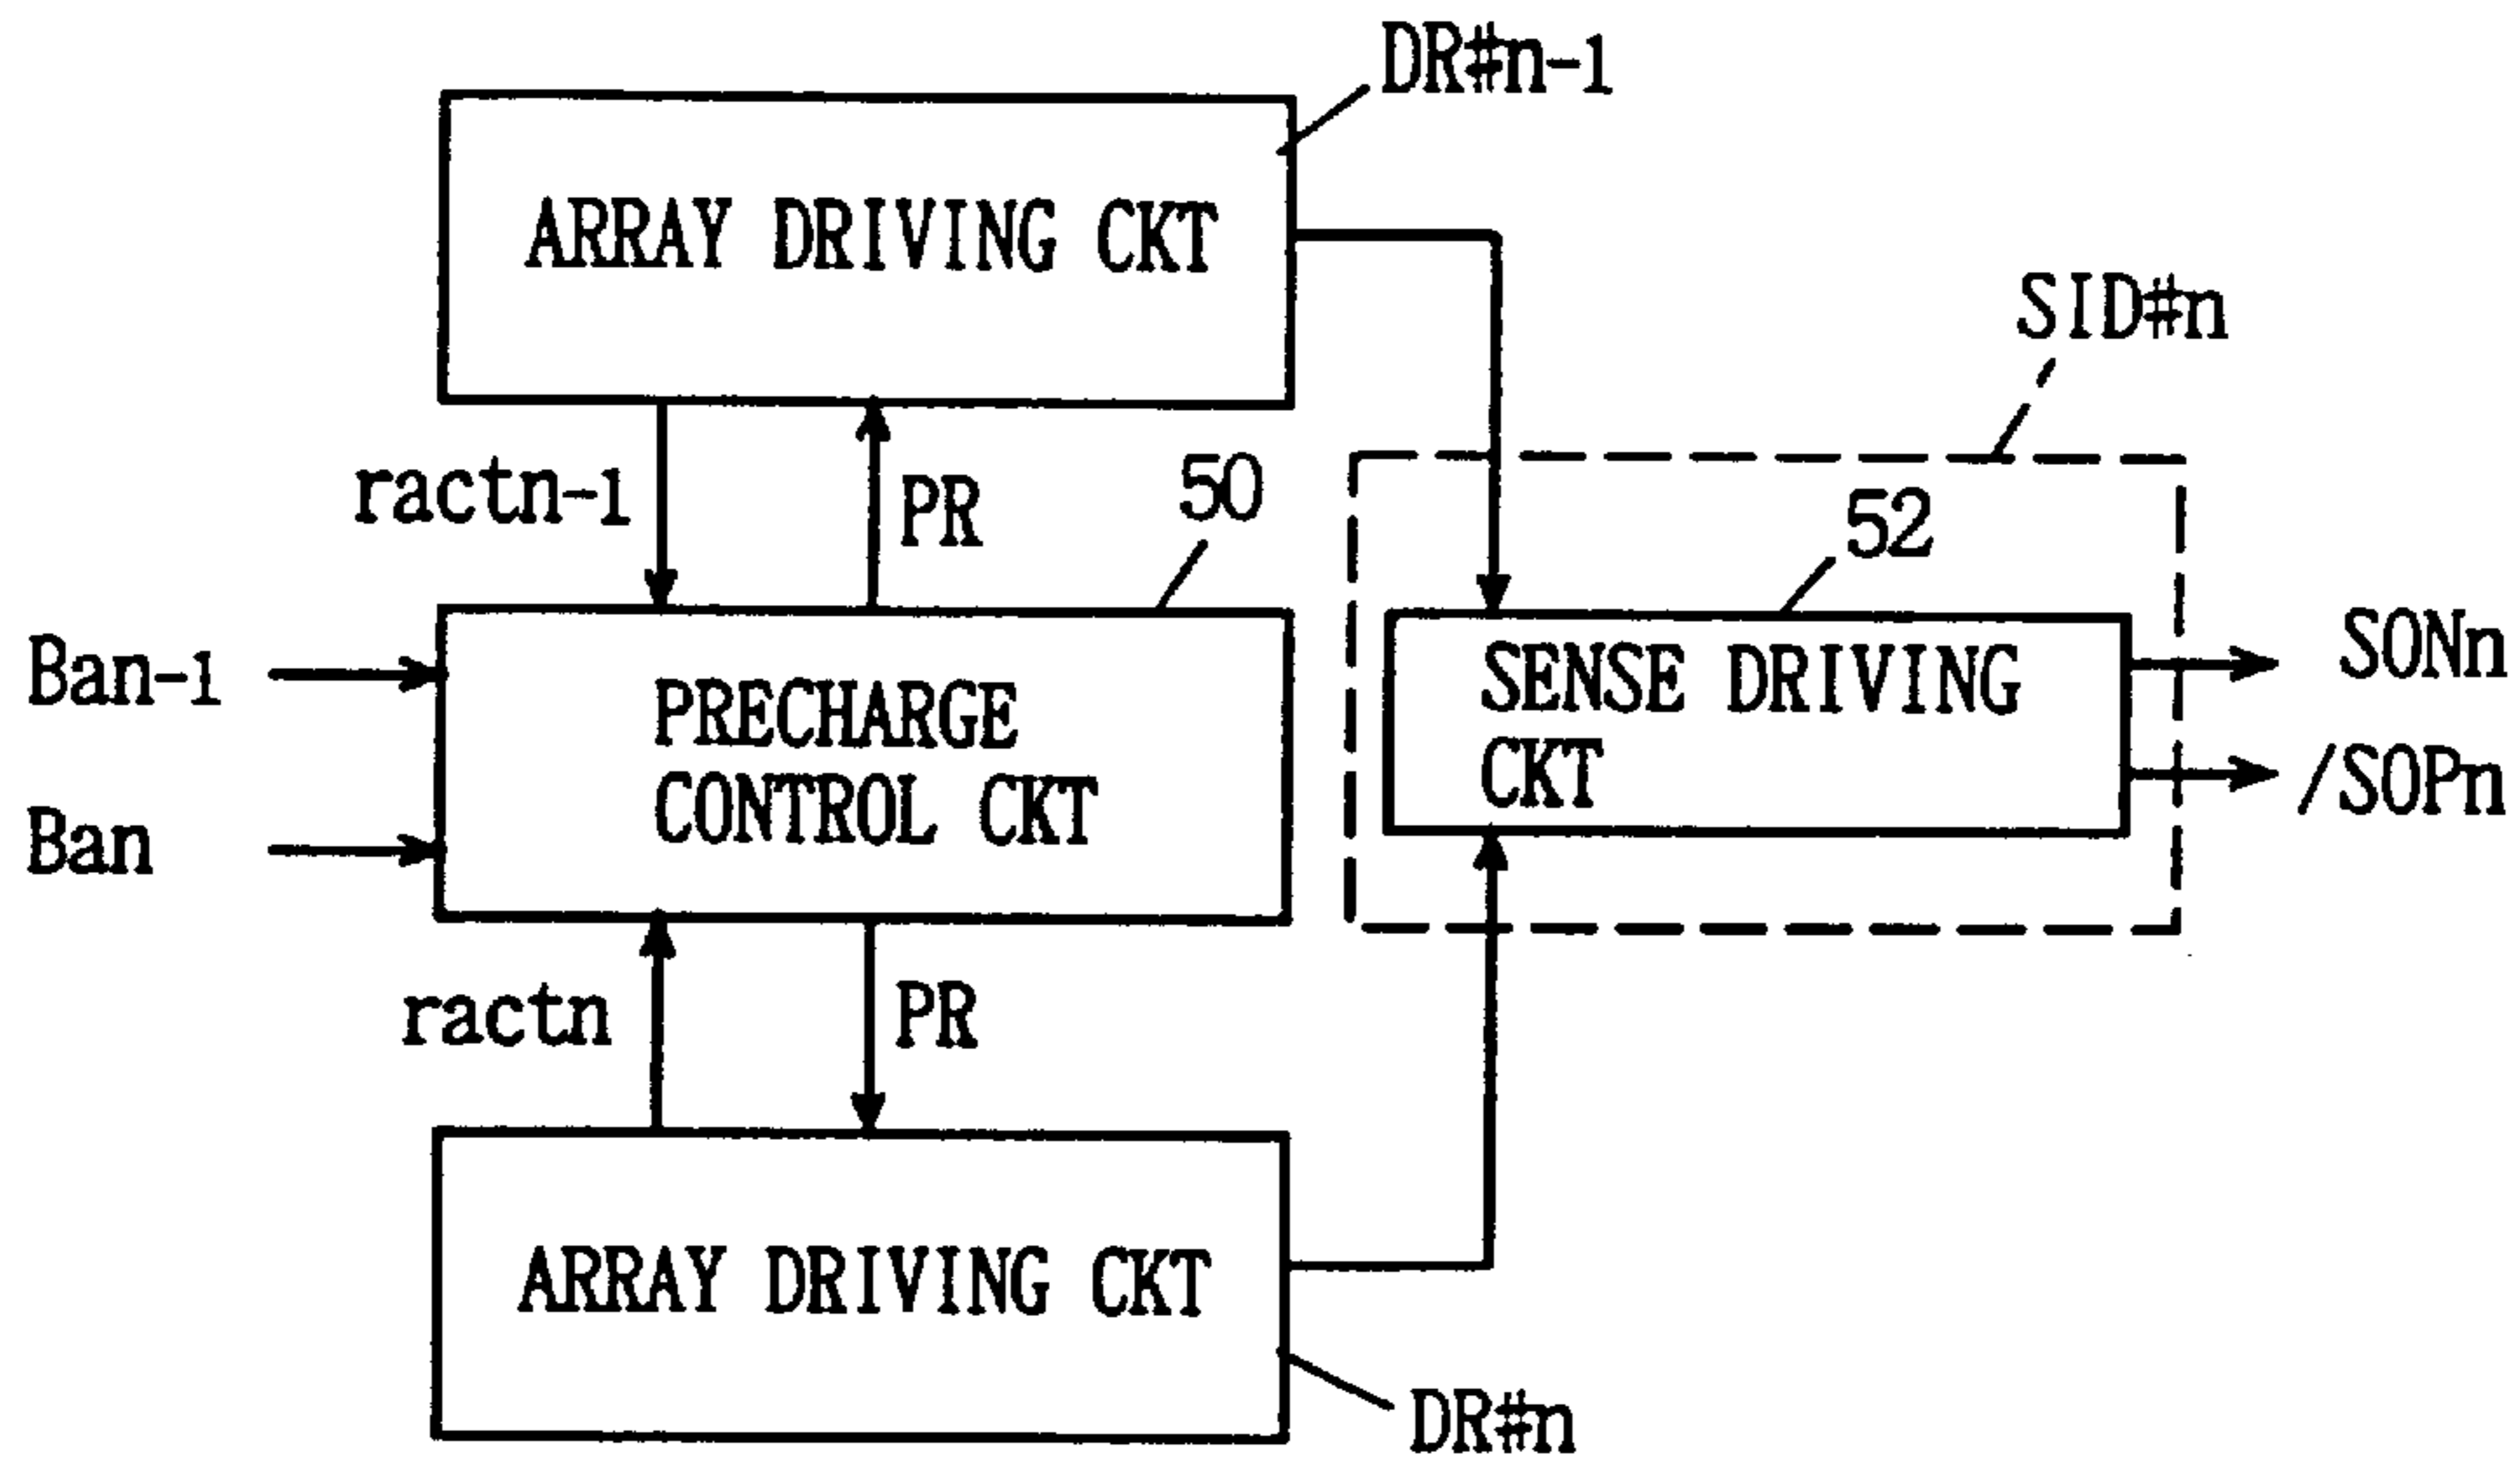 DR#n-1
ARRAY DRIVING CKT
SID#n
ractn-1
PR
50
52
Ban-1
PRECHARGE
CONTROL CKT
SENSE DRIVING
CKT
SONn
/SOPn
Ban
ractn
PR
ARRAY DRIVING CKT
DR#n